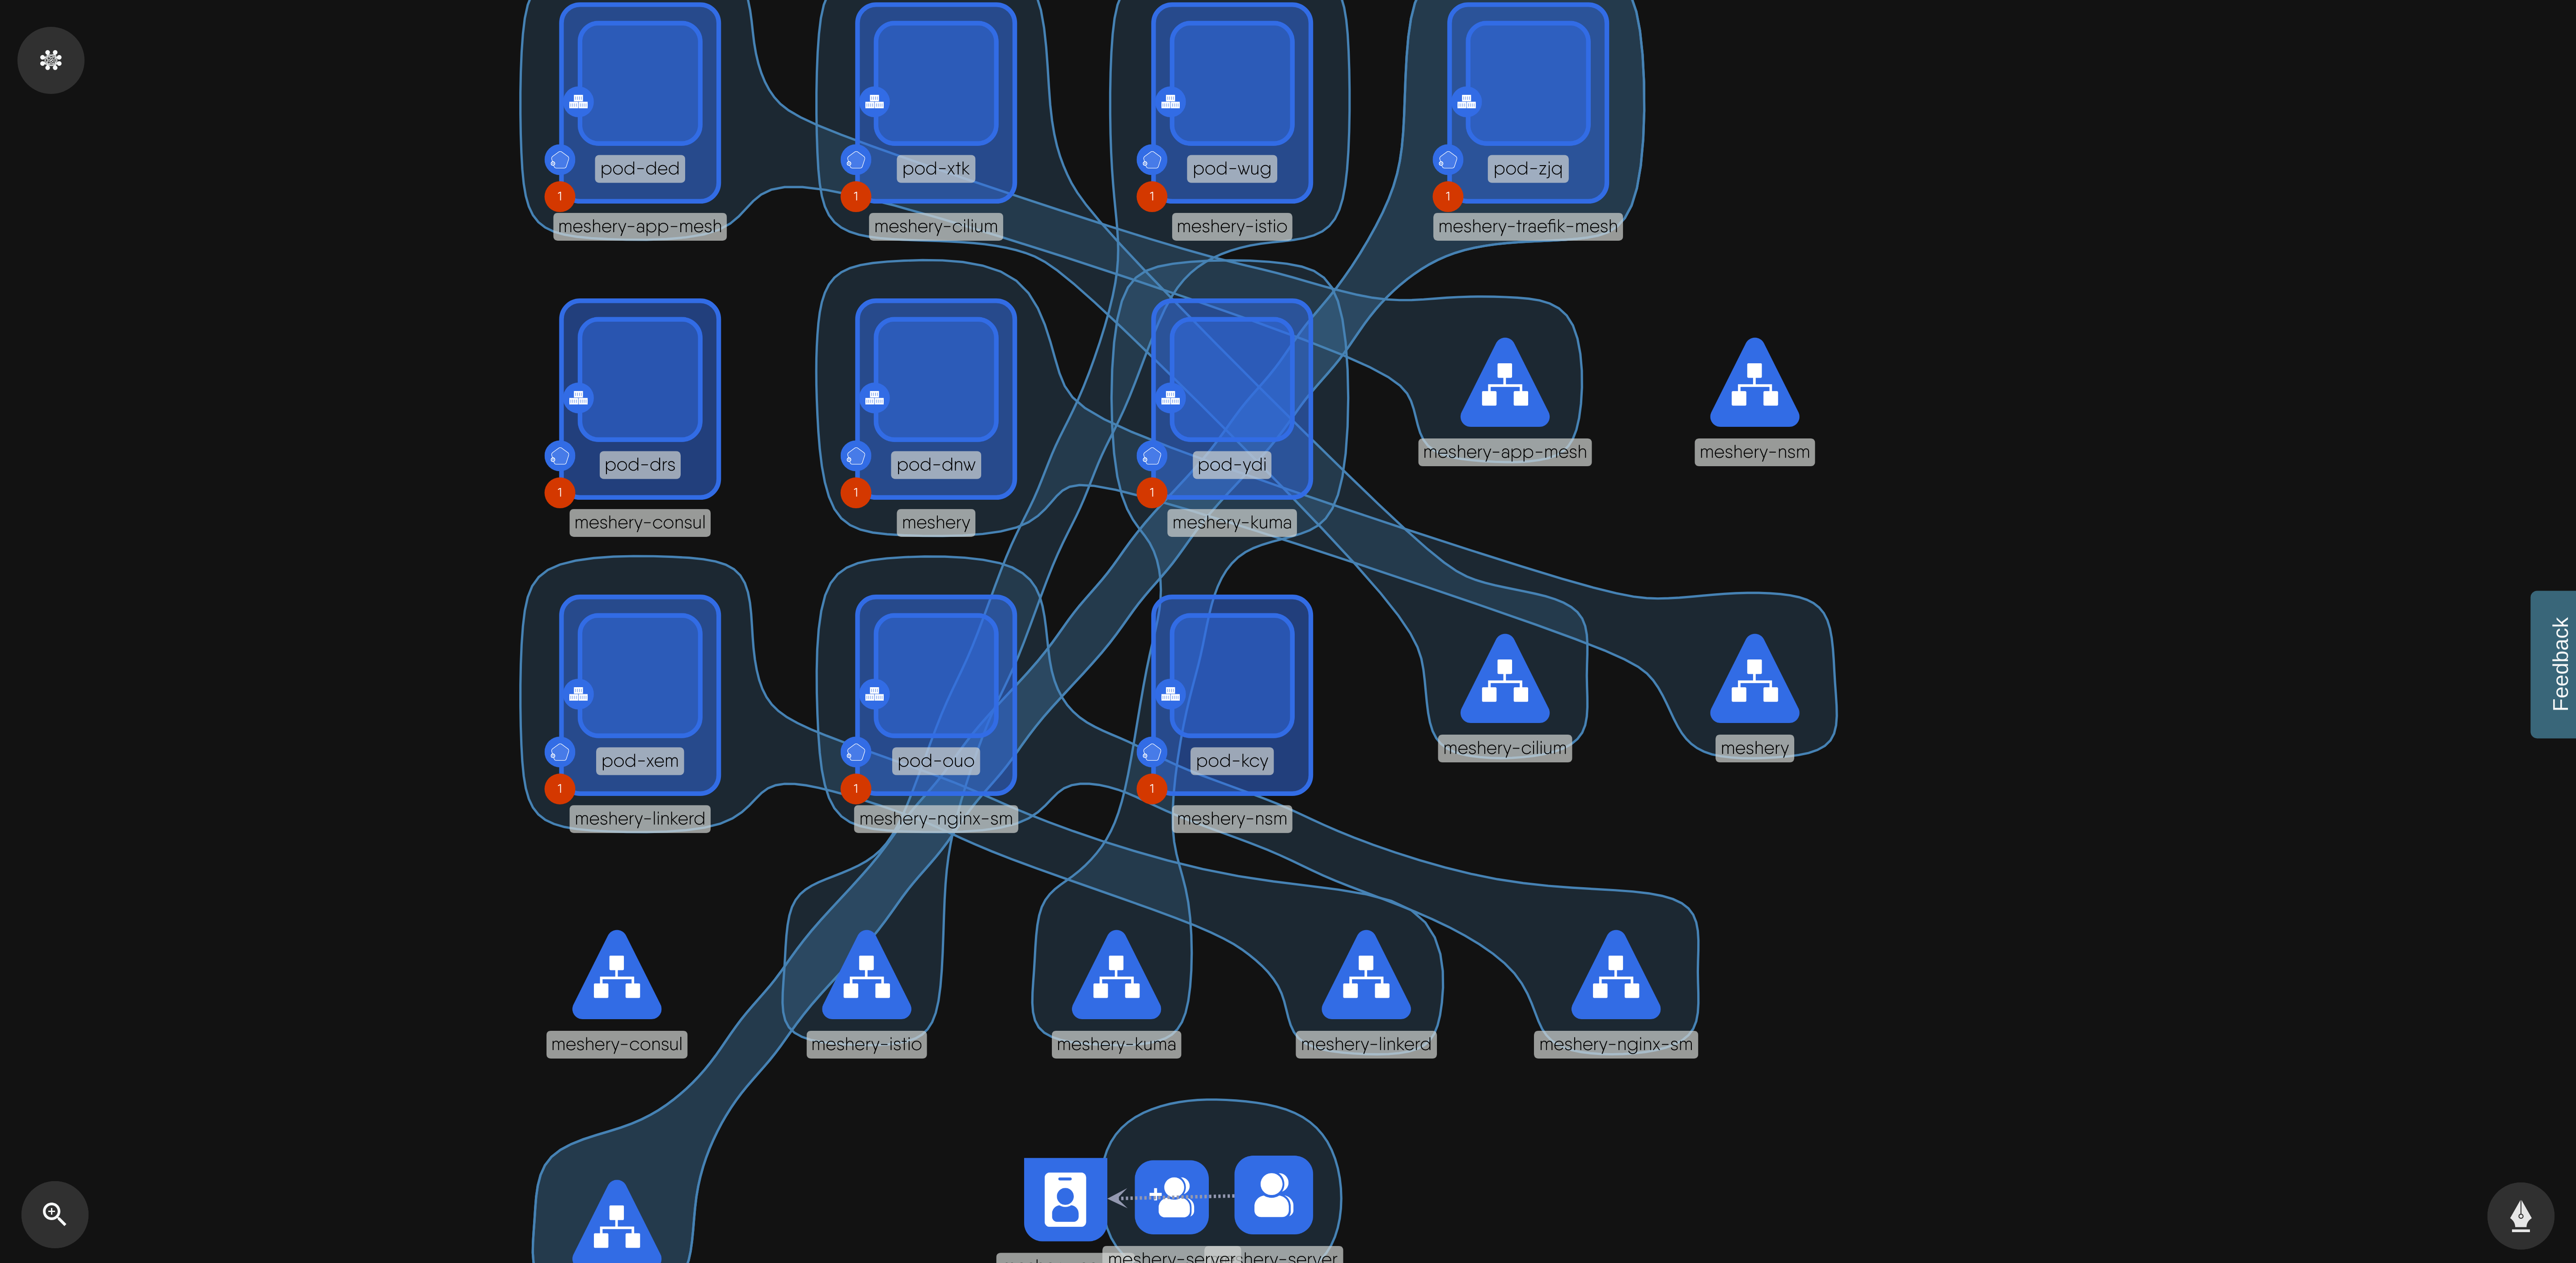 pod-ded
pod-xtk
pod-wug
pod-zjq
1
1
1
1
meshery-app-mesh
meshery-cilium
meshery-istio
meshery-traefik-mesh
pod-drs
pod-dnw
pod-ydi
meshery-app-mesh
meshery-nsm
1
1
1
meshery-consul
meshery
meshery-kuma
Feedback
pod-xem
pod-ouo
pod-kcy
meshery-cilium
meshery
1
1
1
meshery-linkerd
meshery-nginx-sm
meshery-nsm
meshery-consul
meshery-istio
meshery-kuma
meshery-linkerd
meshery-nginx-sm
meshery-server